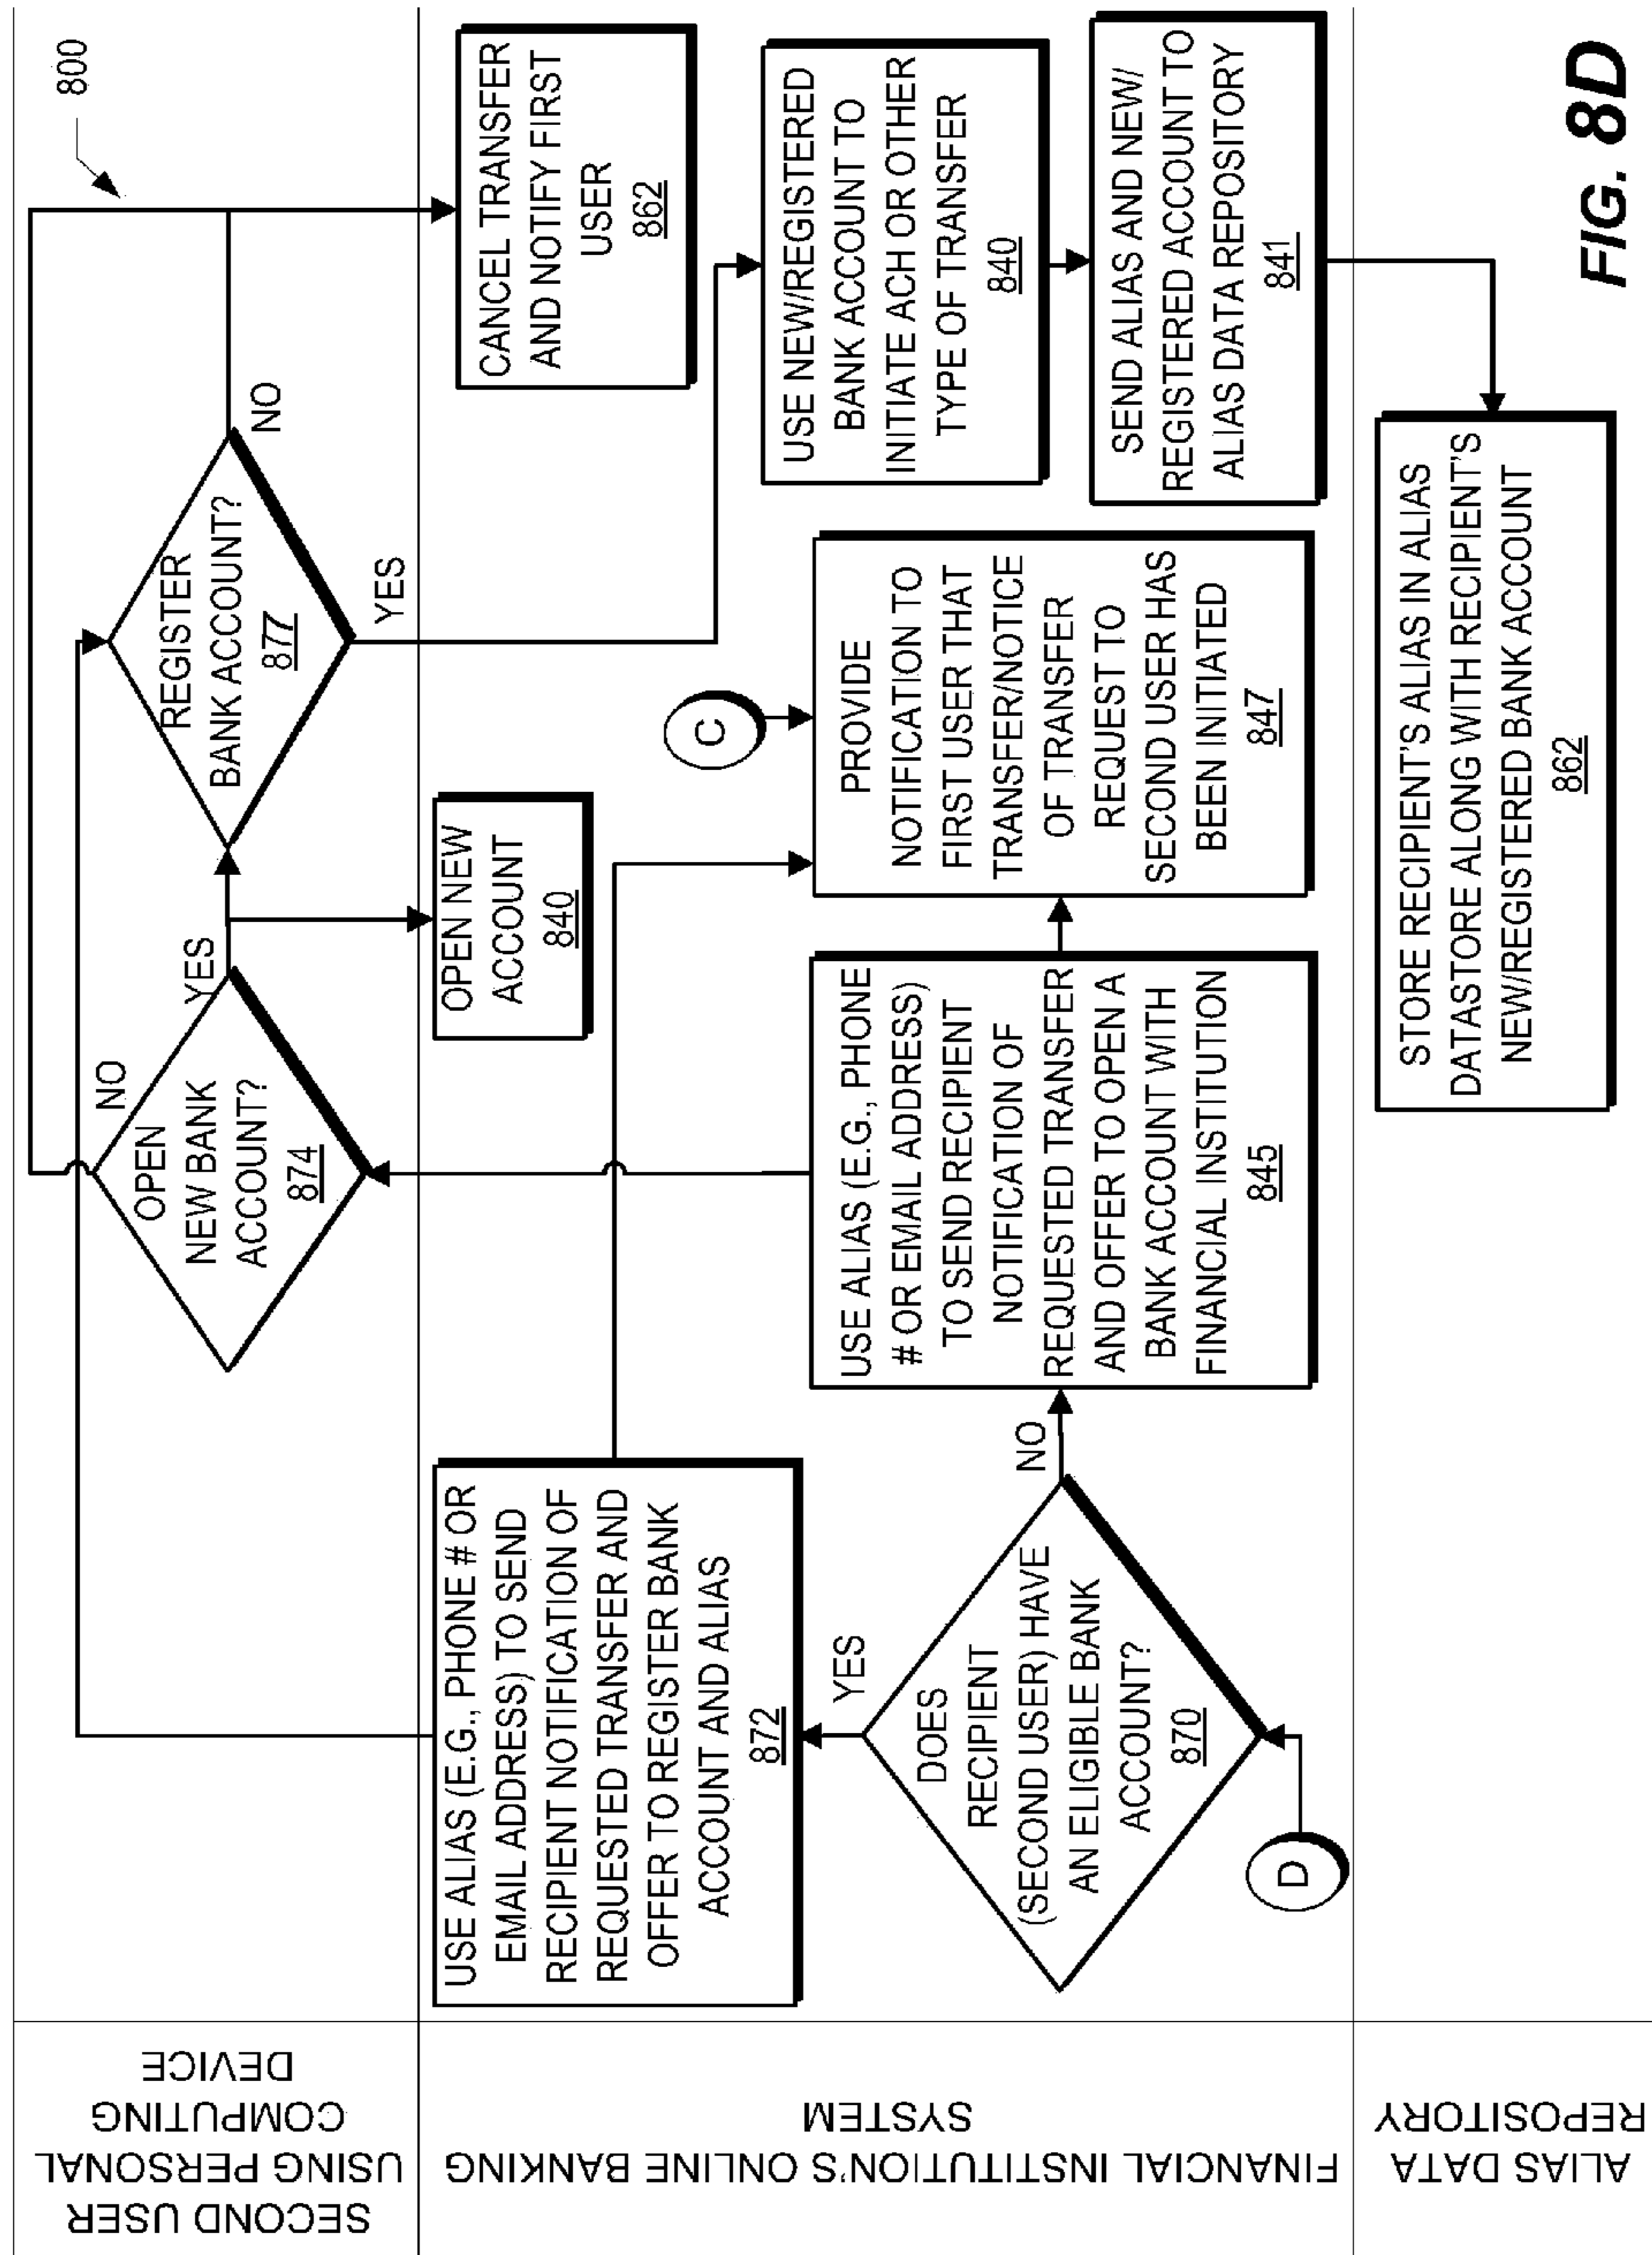 800
SECOND USER
USING PERSONAL
COMPUTING
DEVICE
OPEN
NEW BANK
ACCOUNT?
874
NO
YES
REGISTER
BANK ACCOUNT?
877
NO
YES
FINANCIAL INSTITUTION'S ONLINE BANKING
SYSTEM
USE ALIAS (E.G., PHONE # OR
EMAIL ADDRESS) TO SEND
RECIPIENT NOTIFICATION OF
REQUESTED TRANSFER AND
OFFER TO REGISTER BANK
ACCOUNT AND ALIAS
872
YES
DOES
RECIPIENT
(SECOND USER) HAVE
AN ELIGIBLE BANK
ACCOUNT?
870
NO
D
USE ALIAS (E.G., PHONE
# OR EMAIL ADDRESS)
TO SEND RECIPIENT
NOTIFICATION OF
REQUESTED TRANSFER
AND OFFER TO OPEN A
BANK ACCOUNT WITH
FINANCIAL INSTITUTION
845
OPEN NEW
ACCOUNT
840
C
PROVIDE
NOTIFICATION TO
FIRST USER THAT
TRANSFER/NOTICE
OF TRANSFER
REQUEST TO
SECOND USER HAS
BEEN INITIATED
847
CANCEL TRANSFER
AND NOTIFY FIRST
USER
862
USE NEW/REGISTERED
BANK ACCOUNT TO
INITIATE ACH OR OTHER
TYPE OF TRANSFER
840
SEND ALIAS AND NEW/
REGISTERED ACCOUNT TO
ALIAS DATA REPOSITORY
841
ALIAS DATA
REPOSITORY
STORE RECIPIENT'S ALIAS IN ALIAS
DATASTORE ALONG WITH RECIPIENT'S
NEW/REGISTERED BANK ACCOUNT
862
FIG. 8D